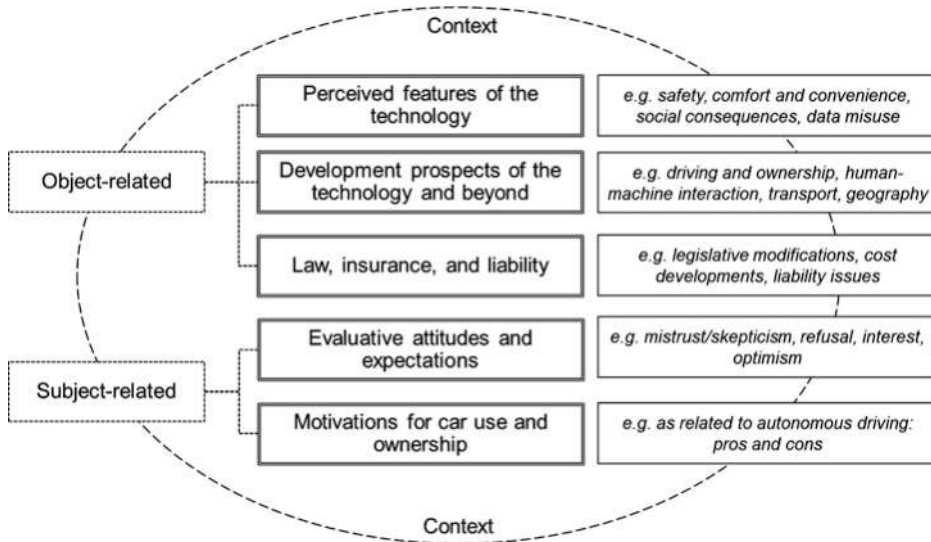 Context
Perceived features of the
technology
e.g. safety, comfort and convenience,
social consequences, data misuse
Object-related
Development prospects of the
technology and beyond
e.g. driving and ownership, human-
machine interaction, transport, geography
Law, insurance, and liability
e.g. legislative modifications, cost
developments, liability issues
Subject-related
Evaluative attitudes and
expectations
e.g. mistrust/skepticism, refusal, interest,
optimism
Motivations for car use and
ownership
e.g. as related to autonomous driving:
pros and cons
Context